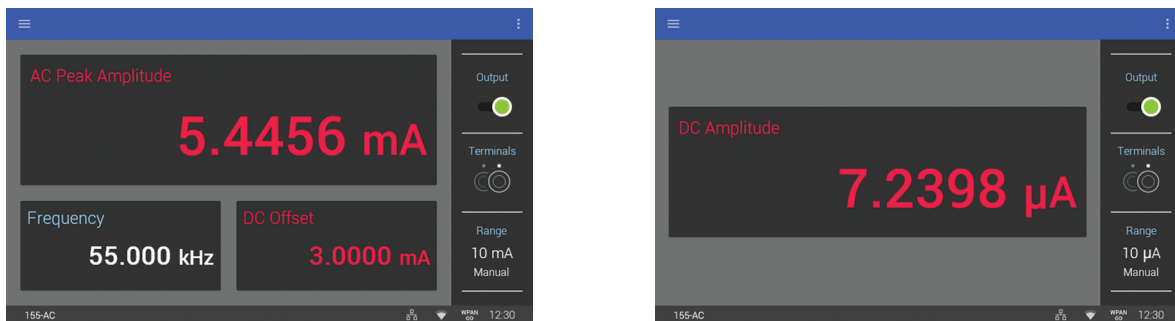 AC Peak Amplitude
5.4456 mA
Frequency
55.000 kHz
DC Offset
3.0000 mA
Output
Terminals
Range
10 mA
Manual
155-AC
WPAN
12:30
DC Amplitude
7.2398 µA
Output
Terminals
Range
10 µA
Manual
155-AC
WPAN
12:30